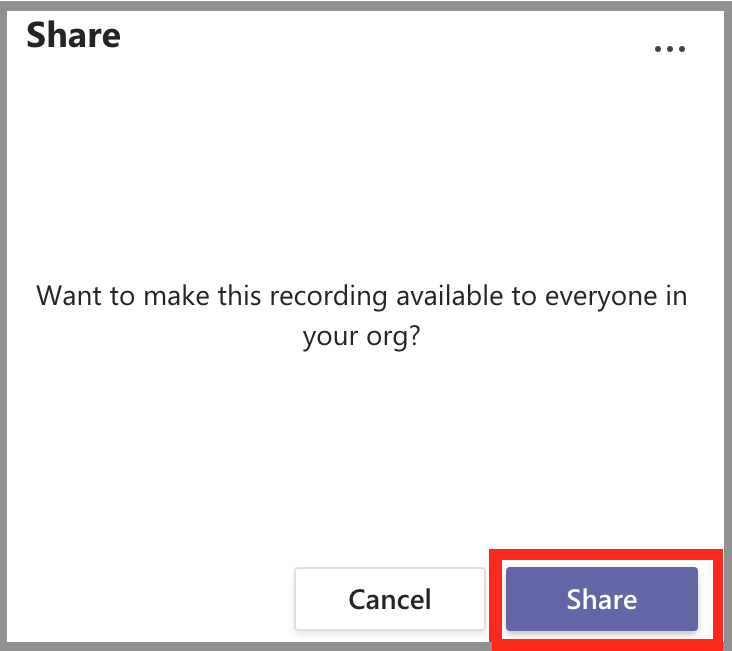 Share
Want to make this recording available to everyone in
your org?
Cancel
Share